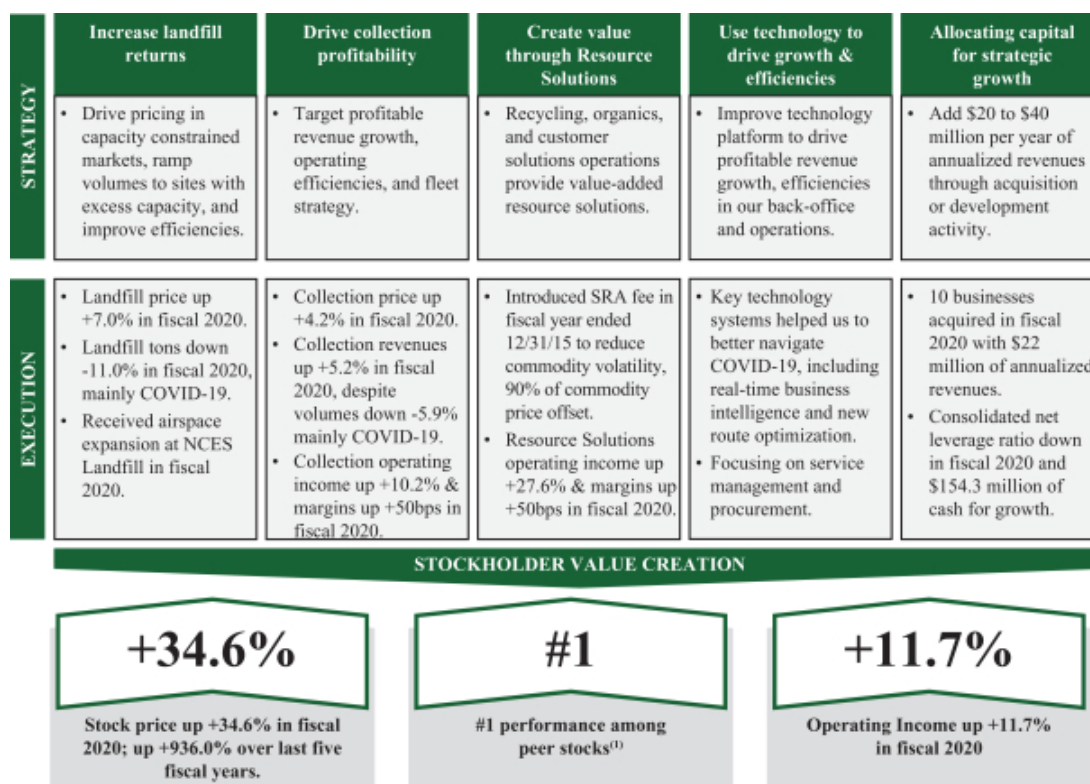 Increase landfill
returns
Drive collection
profitability
Create value
through Resource
Solutions
Use technology to
drive growth &
efficiencies
Allocating capital
for strategic
growth
STRATEGY
• Drive pricing in
capacity constrained
markets, ramp
volumes to sites with
excess capacity, and
improve efficiencies.
• Target profitable
revenue growth,
operating
efficiencies, and fleet
strategy.
• Recycling, organics,
and customer
solutions operations
provide value-added
resource solutions.
• Improve technology
platform to drive
profitable revenue
growth, efficiencies
in our back-office
and operations.
• Add $20 to $40
million per year of
annualized revenues
through acquisition
or development
activity.
EXECUTION
• Landfill price up
+7.0% in fiscal 2020.
• Landfill tons down
-11.0% in fiscal 2020,
mainly COVID-19.
• Received airspace
expansion at NCES
Landfill in fiscal
2020.
• Collection price up
+4.2% in fiscal 2020.
• Collection revenues
up +5.2% in fiscal
2020, despite
volumes down -5.9%
mainly COVID-19.
• Collection operating
income up +10.2% &
margins up +50bps in
fiscal 2020.
• Introduced SRA fee in
fiscal year ended
12/31/15 to reduce
commodity volatility,
90% of commodity
price offset.
• Resource Solutions
operating income up
+27.6% & margins up
+50bps in fiscal 2020.
• Key technology
systems helped us to
better navigate
COVID-19, including
real-time business
intelligence and new
route optimization.
• Focusing on service
management and
procurement.
• 10 businesses
acquired in fiscal
2020 with $22
million of annualized
revenues.
• Consolidated net
leverage ratio down
in fiscal 2020 and
$154.3 million of
cash for growth.
STOCKHOLDER VALUE CREATION
+34.6%
Stock price up +34.6% in fiscal
2020; up +936.0% over last five
fiscal years.
#1
#1 performance among
peer stocks(1)
+11.7%
Operating Income up +11.7%
in fiscal 2020